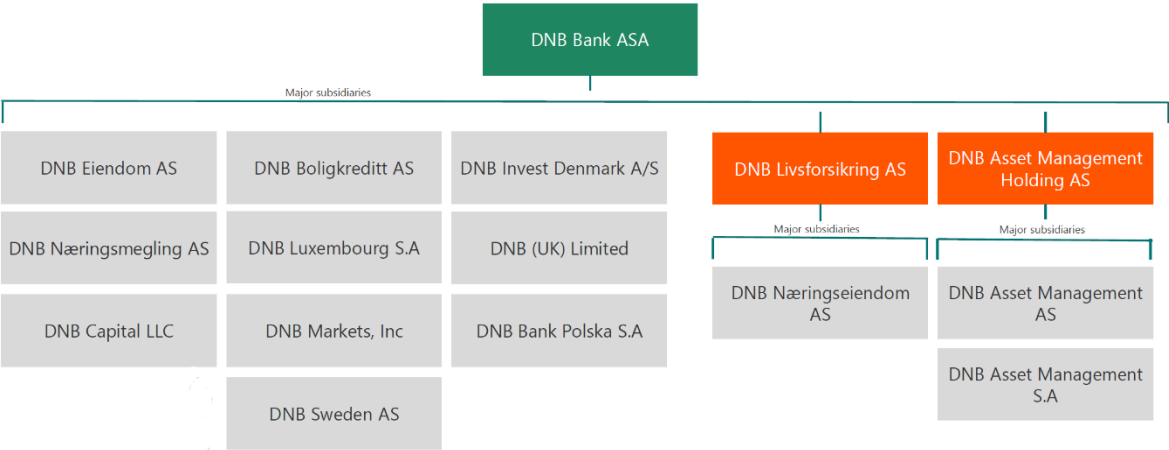 DNB Bank ASA
Major subsidiaries
DNB Eiendom AS
DNB Boligkreditt AS
DNB Invest Denmark A/S
DNB Livsforsikring AS
DNB Asset Management
Holding AS
DNB Næringsmegling AS
DNB Luxembourg S.A
DNB (UK) Limited
Major subsidiaries
Major subsidiaries
DNB Capital LLC
DNB Markets, Inc
DNB Bank Polska S.A
DNB Næringseiendom
AS
DNB Asset Management
AS
DNB Sweden AS
DNB Asset Management
S.A